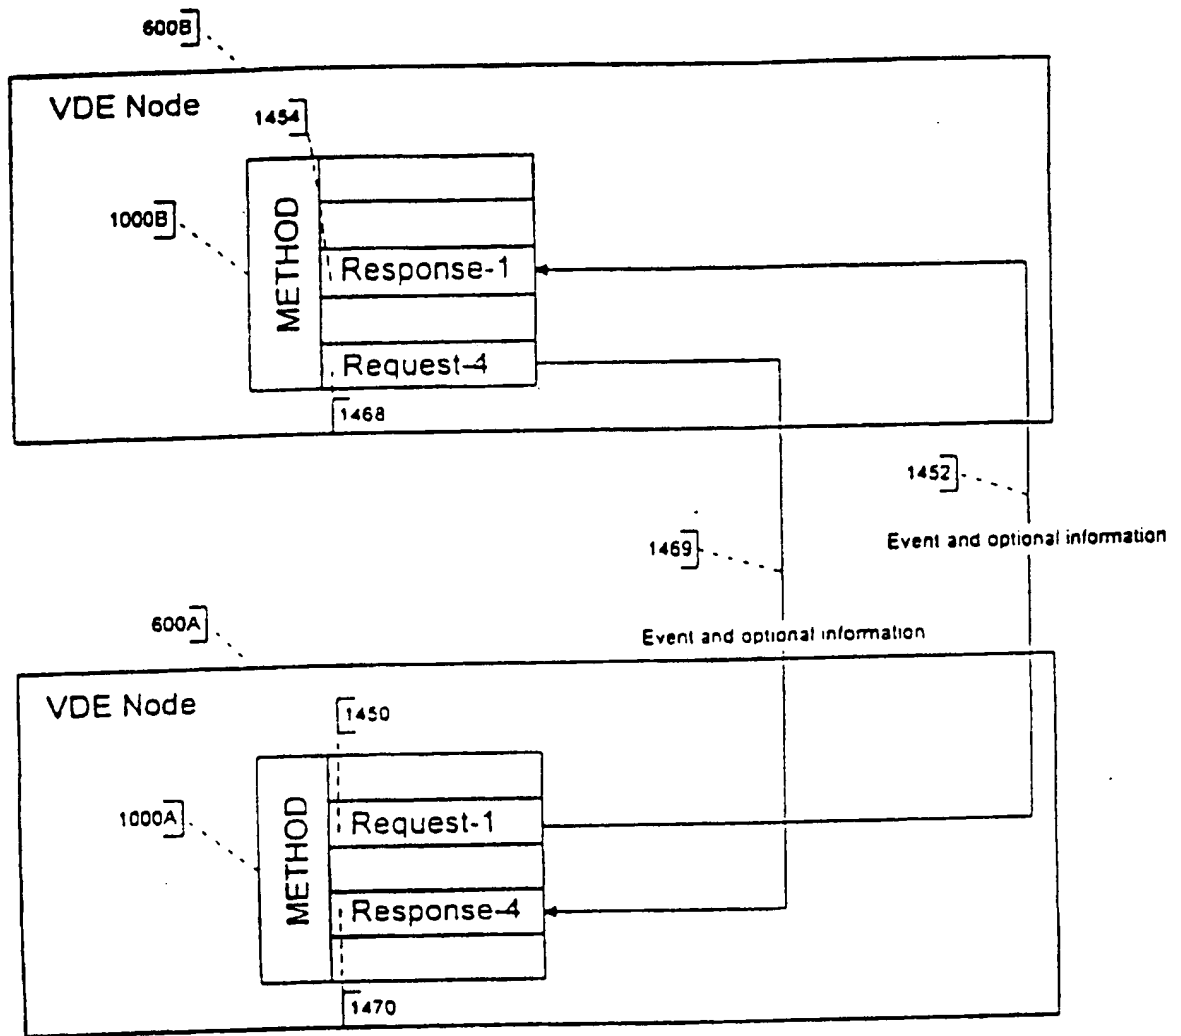 600B
VDE Node
1454
METHOD
1000B
Response-1
Request-4
1468
1452
Event and optional information
1469
Event and optional information
600A
VDE Node
1450
METHOD
1000A
Request-1
Response-4
1470